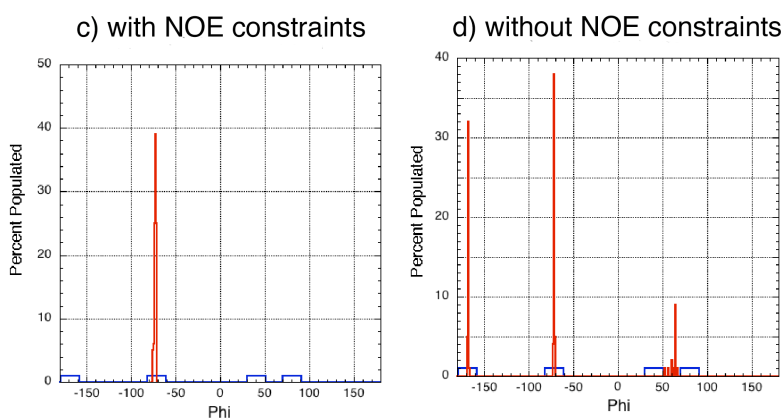 c) with NOE constraints
d) without NOE constraints
50
40
30
20
10
0
Percent Populated
-150 -100 -50 0 50 100 150
Phi
40
30
20
10
0
Percent Populated
-150 -100 -50 0 50 100 150
Phi